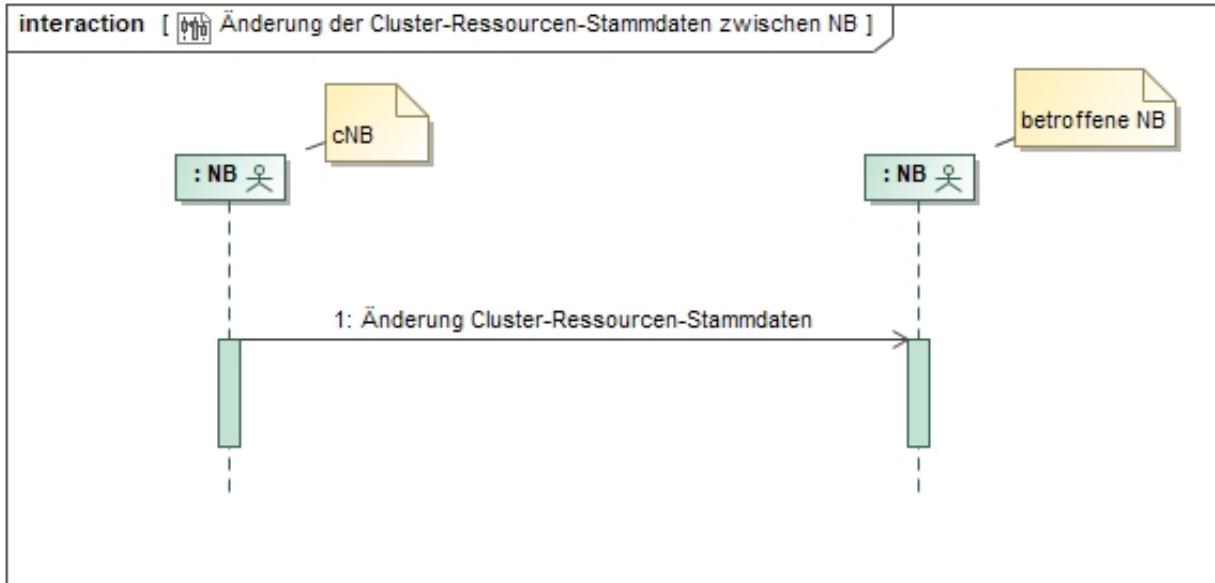 interaction [ Änderung der Cluster-Ressourcen-Stammdaten zwischen NB ]
cNB
betroffene NB
: NB
: NB
1: Änderung Cluster-Ressourcen-Stammdaten